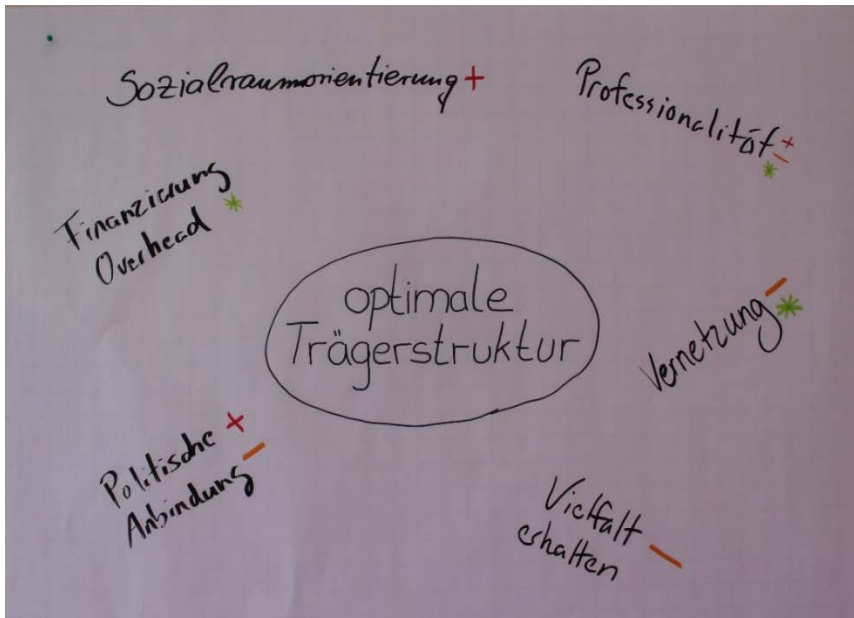 Sozialraumorientierung +
Professionalität + -
*
Finanzierung
Overhead *
optimale
Trägerstruktur
Vernetzung - *
Politische +
Anbindung -
Vielfalt
erhalten -